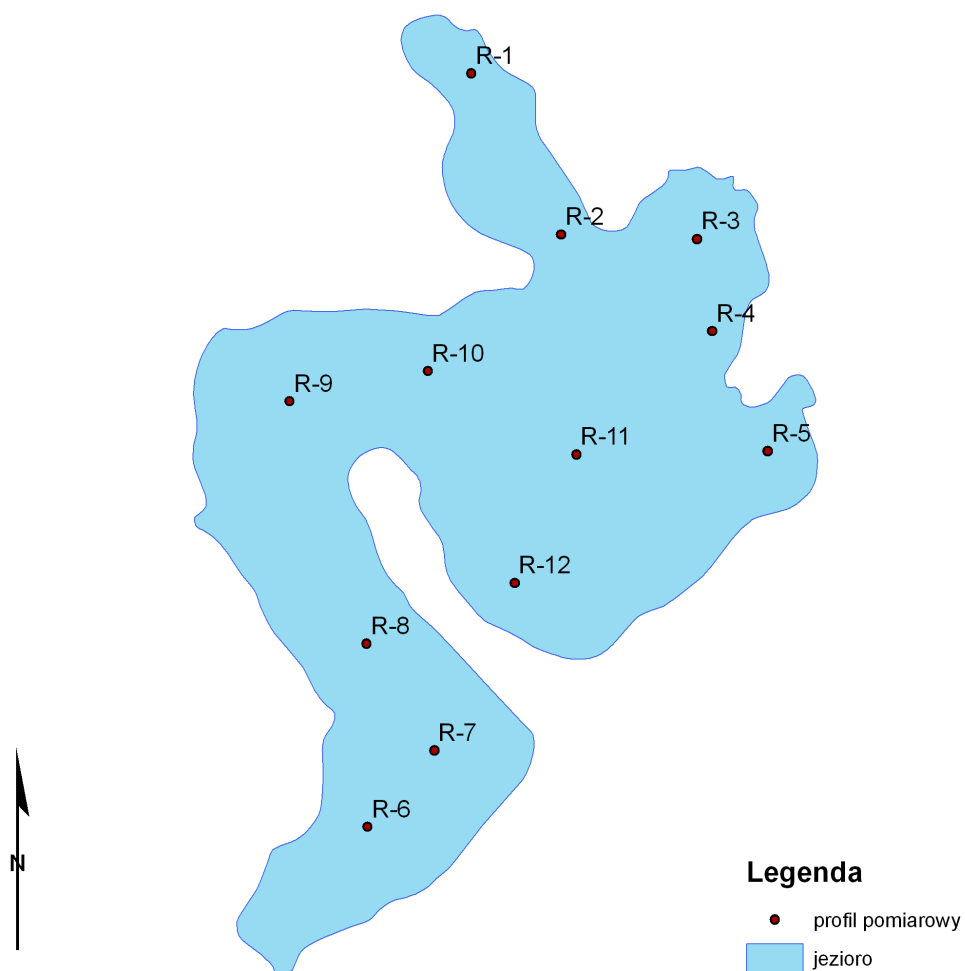 R-1
R-2
R-3
R-4
R-10
R-9
R-11
R-5
R-12
R-8
R-7
R-6
N
Legenda
profil pomiarowy
jezioro